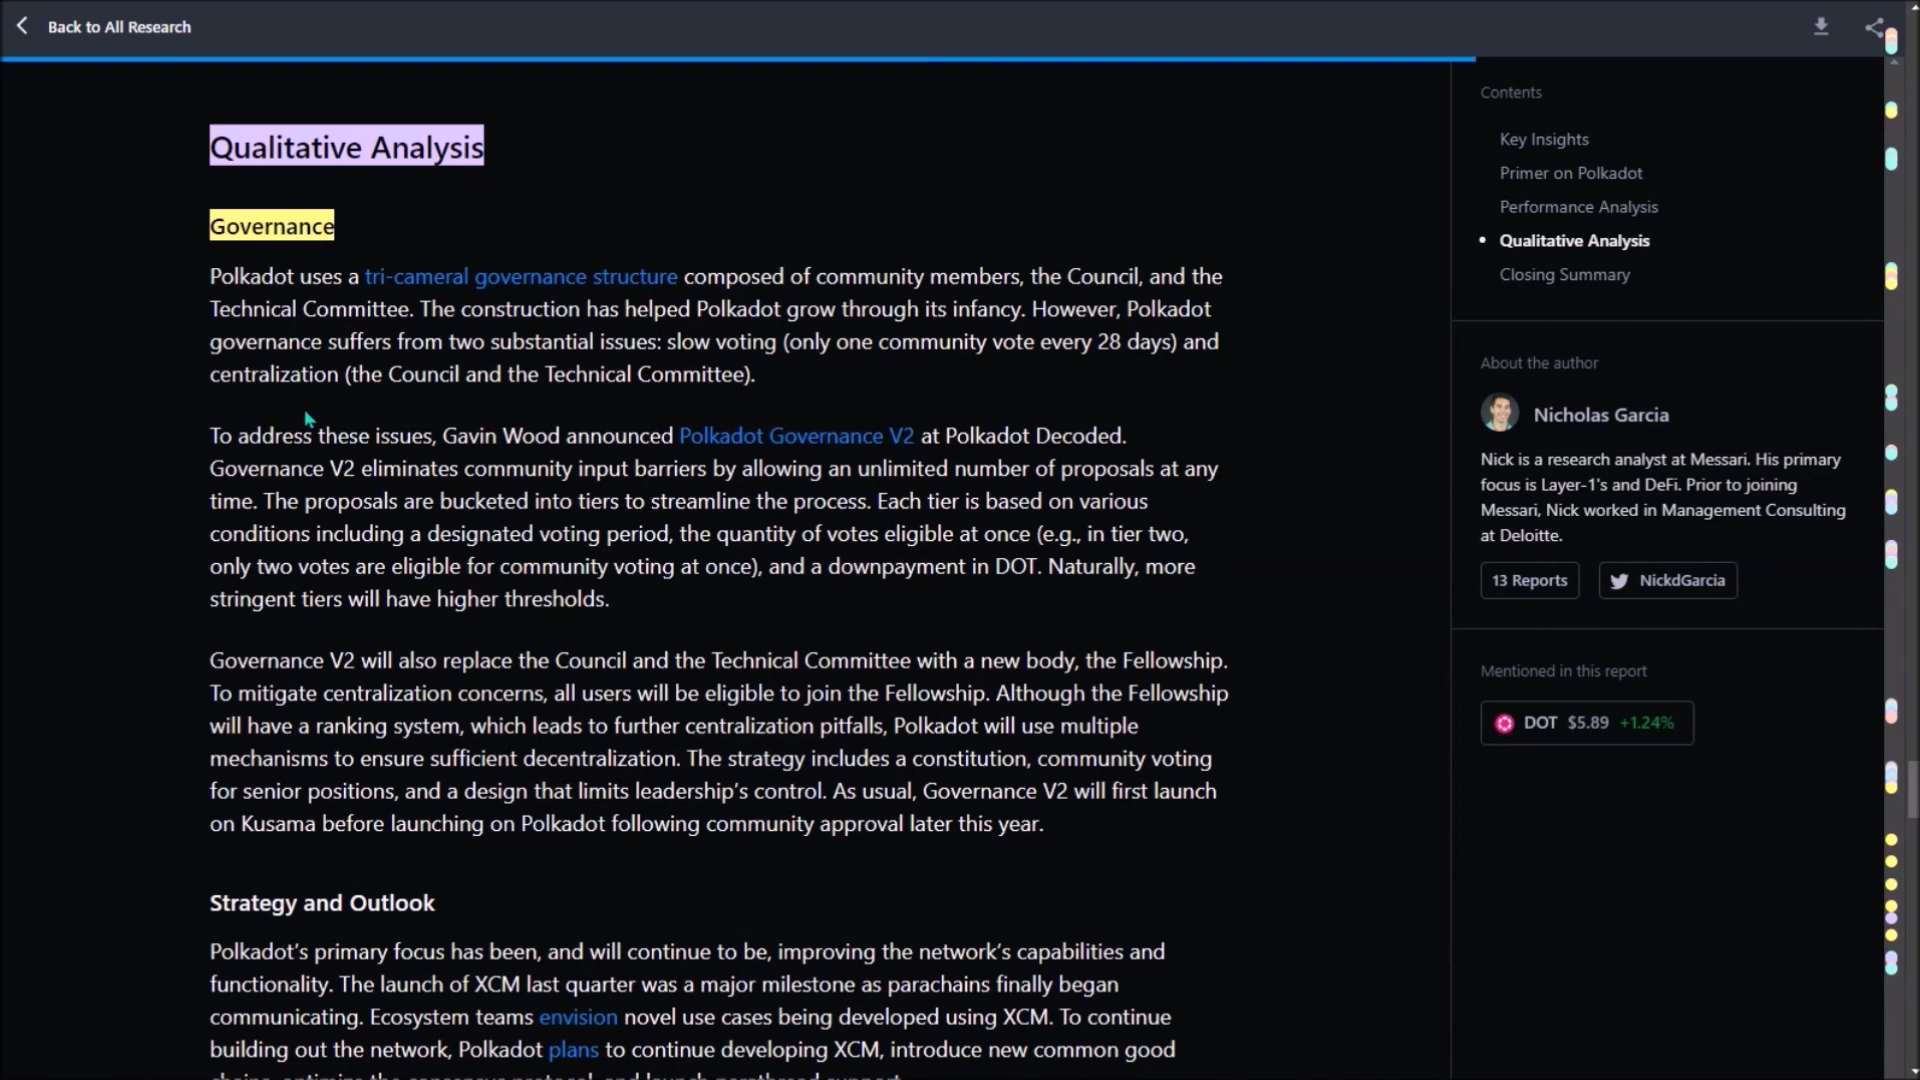 Back to All Research
Qualitative Analysis
Governance
Polkadot uses a tri-cameral governance structure composed of community members, the Council, and the
Technical Committee. The construction has helped Polkadot grow through its infancy. However, Polkadot
governance suffers from two substantial issues: slow voting (only one community vote every 28 days) and
centralization (the Council and the Technical Committee).
To address these issues, Gavin Wood announced Polkadot Governance V2 at Polkadot Decoded.
Governance V2 eliminates community input barriers by allowing an unlimited number of proposals at any
time. The proposals are bucketed into tiers to streamline the process. Each tier is based on various
conditions including a designated voting period, the quantity of votes eligible at once (e.g., in tier two,
only two votes are eligible for community voting at once), and a downpayment in DOT. Naturally, more
stringent tiers will have higher thresholds.
Governance V2 will also replace the Council and the Technical Committee with a new body, the Fellowship.
To mitigate centralization concerns, all users will be eligible to join the Fellowship. Although the Fellowship
will have a ranking system, which leads to further centralization pitfalls, Polkadot will use multiple
mechanisms to ensure sufficient decentralization. The strategy includes a constitution, community voting
for senior positions, and a design that limits leadership's control. As usual, Governance V2 will first launch
on Kusama before launching on Polkadot following community approval later this year.
Strategy and Outlook
Polkadot's primary focus has been, and will continue to be, improving the network's capabilities and
functionality. The launch of XCM last quarter was a major milestone as parachains finally began
communicating. Ecosystem teams envision novel use cases being developed using XCM. To continue
building out the network, Polkadot plans to continue developing XCM, introduce new common good
Contents
Key Insights
Primer on Polkadot
Performance Analysis
Qualitative Analysis
Closing Summary
About the author
Nicholas Garcia
Nick is a research analyst at Messari. His primary
focus is Layer-1's and DeFi. Prior to joining
Messari, Nick worked in Management Consulting
at Deloitte.
13 Reports
NickdGarcia
Mentioned in this report
DOT $5.89 +1.24%